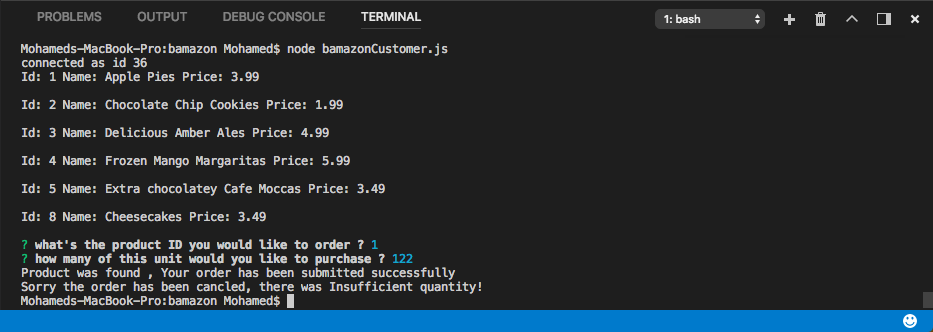 PROBLEMS OUTPUT DEBUG CONSOLE TERMINAL 1: bash
Mohameds-MacBook-Pro:bamazon Mohamed$ node bamazonCustomer.js
connected as id 36
Id: 1 Name: Apple Pies Price: 3.99
Id: 2 Name: Chocolate Chip Cookies Price: 1.99
Id: 3 Name: Delicious Amber Ales Price: 4.99
Id: 4 Name: Frozen Mango Margaritas Price: 5.99
Id: 5 Name: Extra chocolatey Cafe Moccas Price: 3.49
Id: 8 Name: Cheesecakes Price: 3.49
? what's the product ID you would like to order ? 1
? how many of this unit would you like to purchase ? 122
Product was found , Your order has been submitted successfully
Sorry the order has been cancled, there was Insufficient quantity!
Mohameds-MacBook-Pro:bamazon Mohamed$